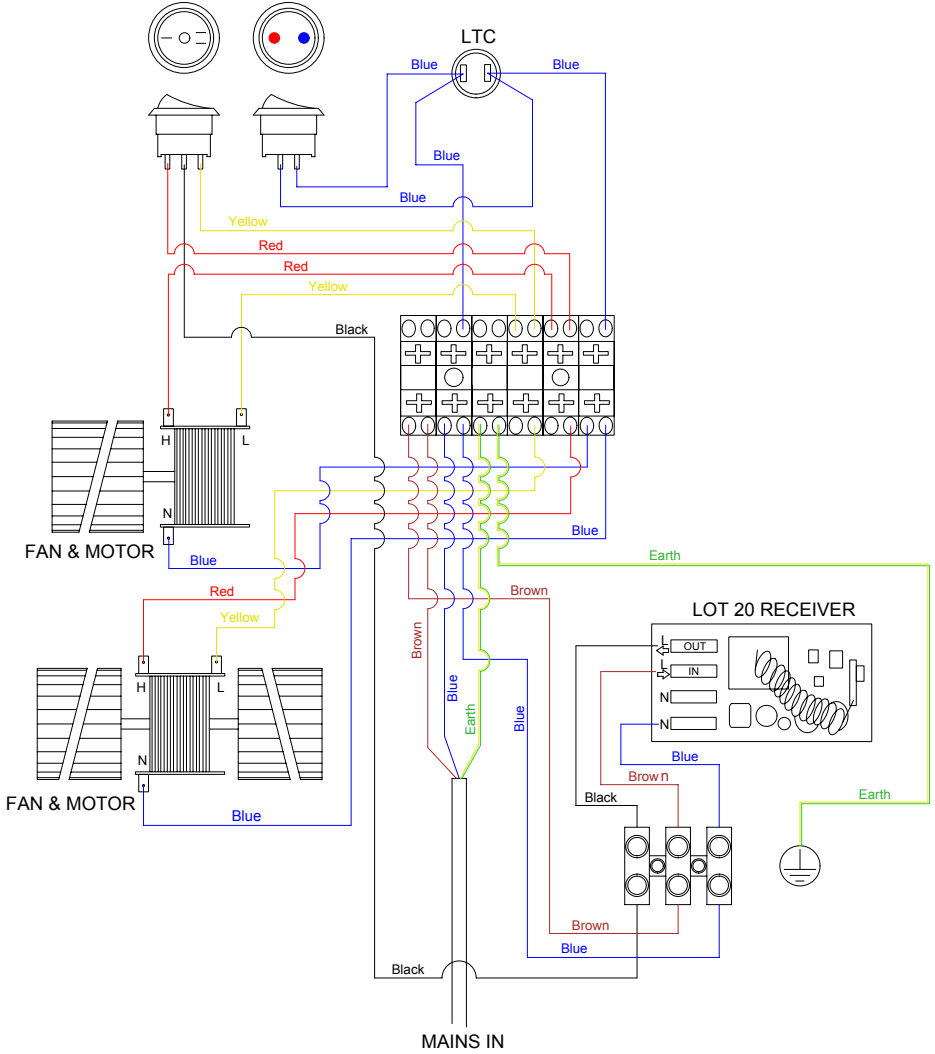 LTC
Blue
Blue
Blue
Blue
Yellow
Red
Red
Yellow
Black
H
L
N
FAN & MOTOR
Blue
Blue
Earth
Red
Yellow
Brown
Brown
Blue
Earth
Blue
LOT 20 RECEIVER
L
OUT
L
IN
N
N
H
L
N
FAN & MOTOR
Blue
Blue
Brown
Black
Earth
Brown
Blue
Black
MAINS IN